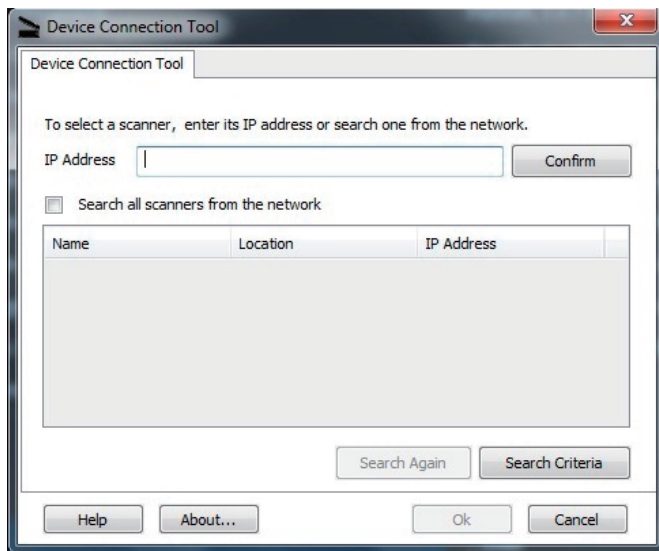 Device Connection Tool
Device Connection Tool
To select a scanner, enter its IP address or search one from the network.
IP Address
Confirm
Search all scanners from the network
Name Location IP Address
Search Again Search Criteria
Help About... Ok Cancel